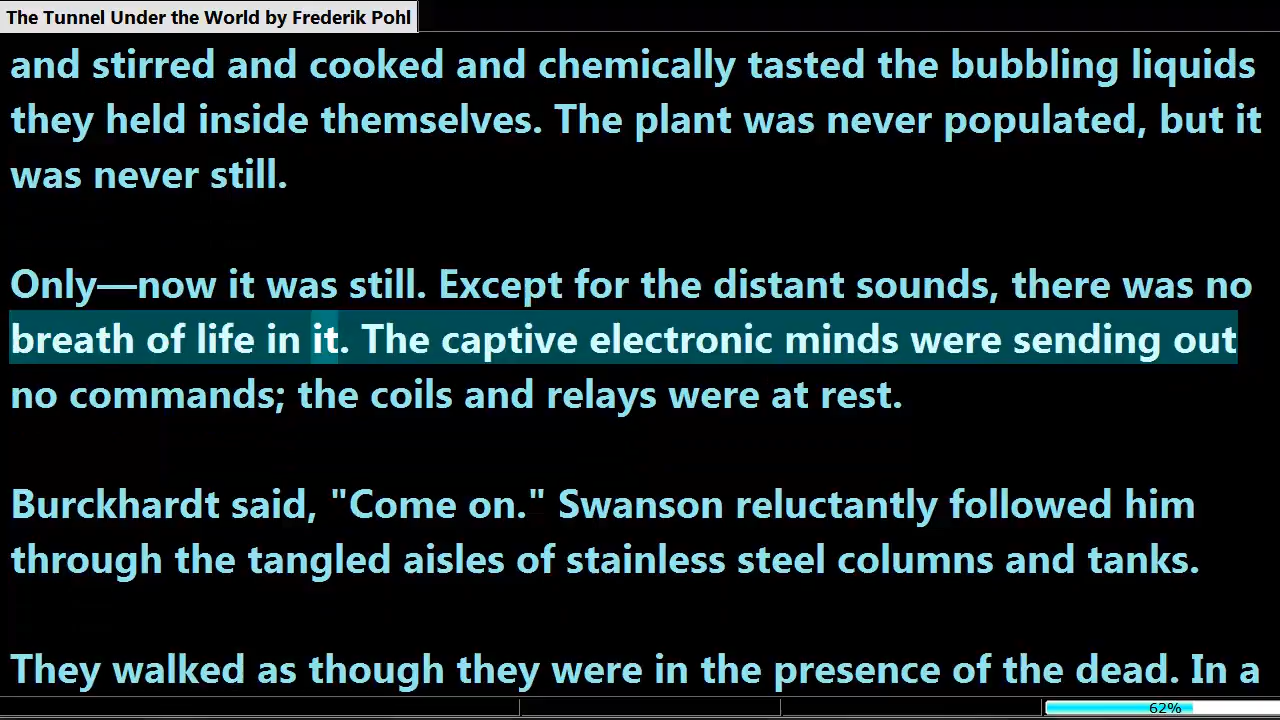 The Tunnel Under the World by Frederik Pohl
and stirred and cooked and chemically tasted the bubbling liquids
they held inside themselves. The plant was never populated, but it
was never still.
Only—now it was still. Except for the distant sounds, there was no
breath of life in it. The captive electronic minds were sending out
no commands; the coils and relays were at rest.
Burckhardt said, "Come on." Swanson reluctantly followed him
through the tangled aisles of stainless steel columns and tanks.
They walked as though they were in the presence of the dead. In a
62%